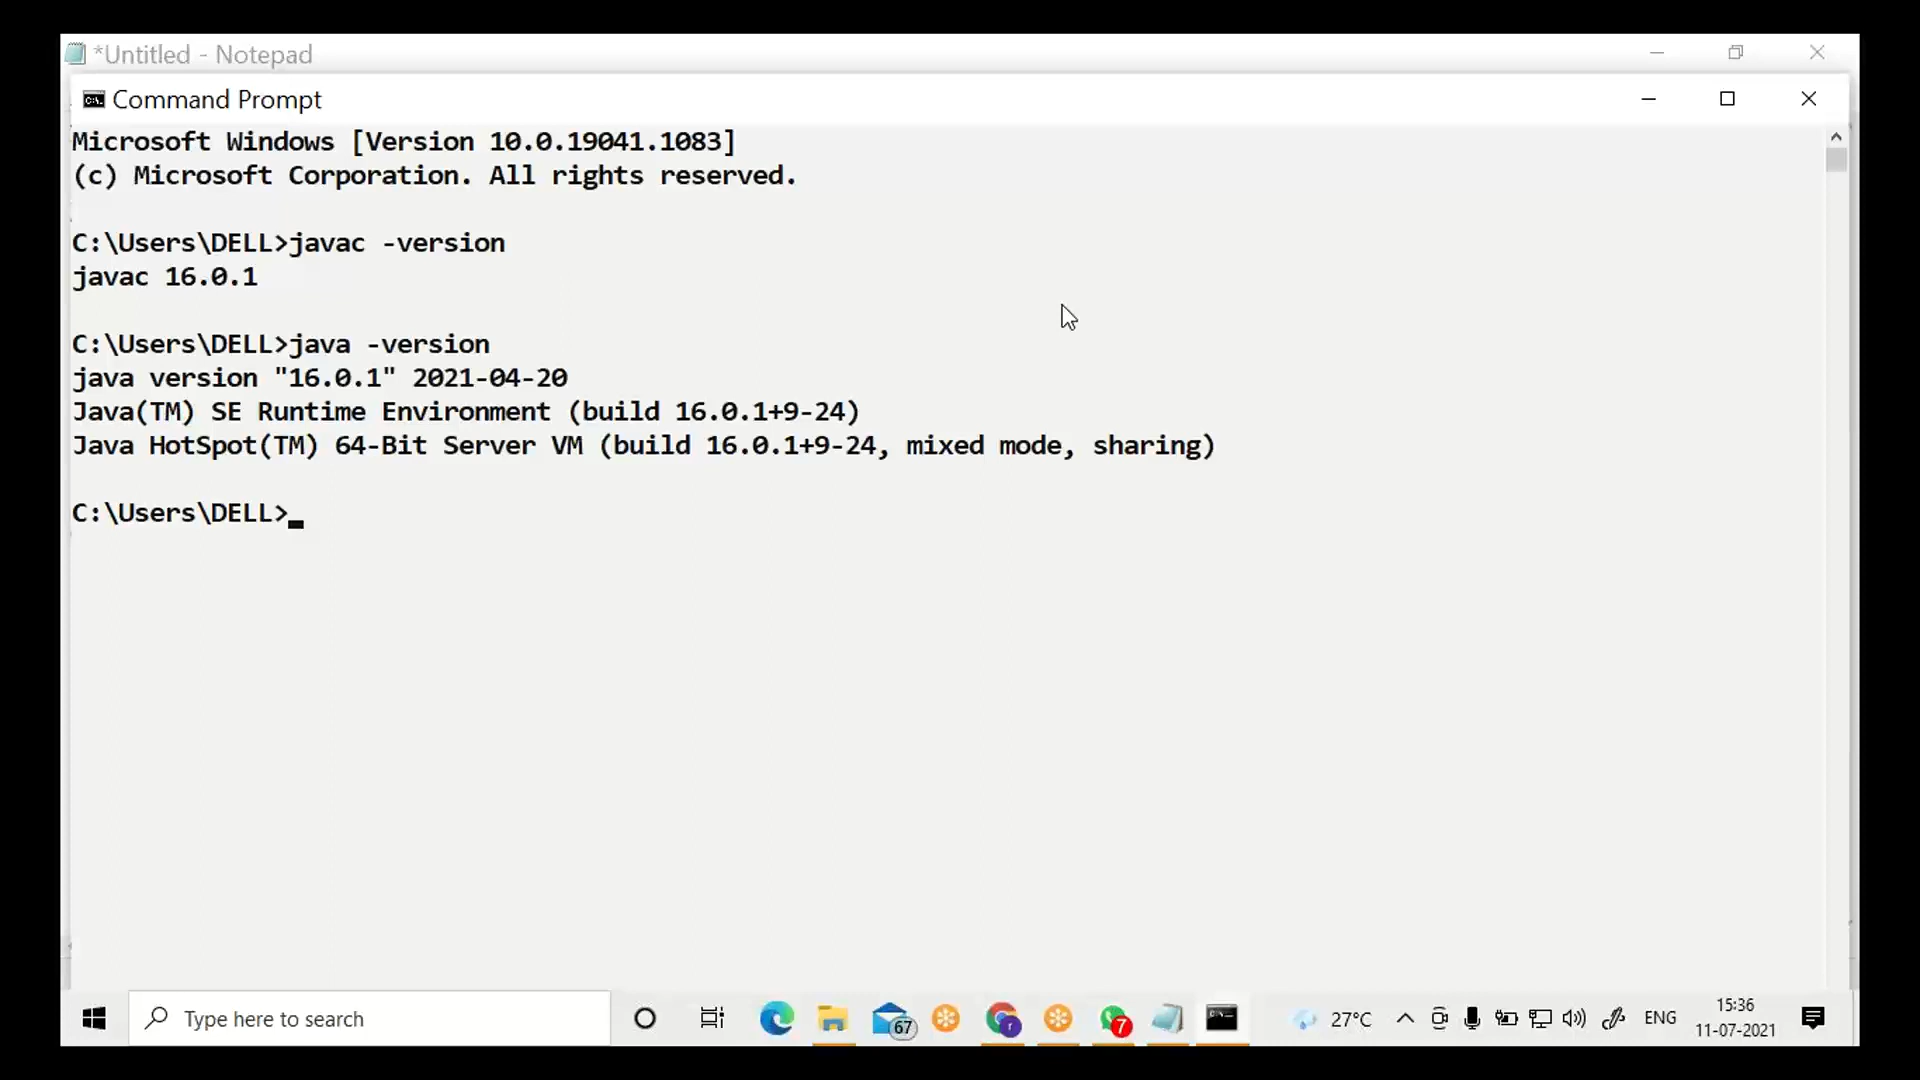 *Untitled - Notepad
Command Prompt
Microsoft Windows [Version 10.0.19041.1083]
(c) Microsoft Corporation. All rights reserved.
C:\Users\DELL>javac -version
javac 16.0.1
C:\Users\DELL>java -version
java version "16.0.1" 2021-04-20
Java(TM) SE Runtime Environment (build 16.0.1+9-24)
Java HotSpot(TM) 64-Bit Server VM (build 16.0.1+9-24, mixed mode, sharing)
C:\Users\DELL>
Type here to search
67
r
7
27°C
ENG
15:36
11-07-2021